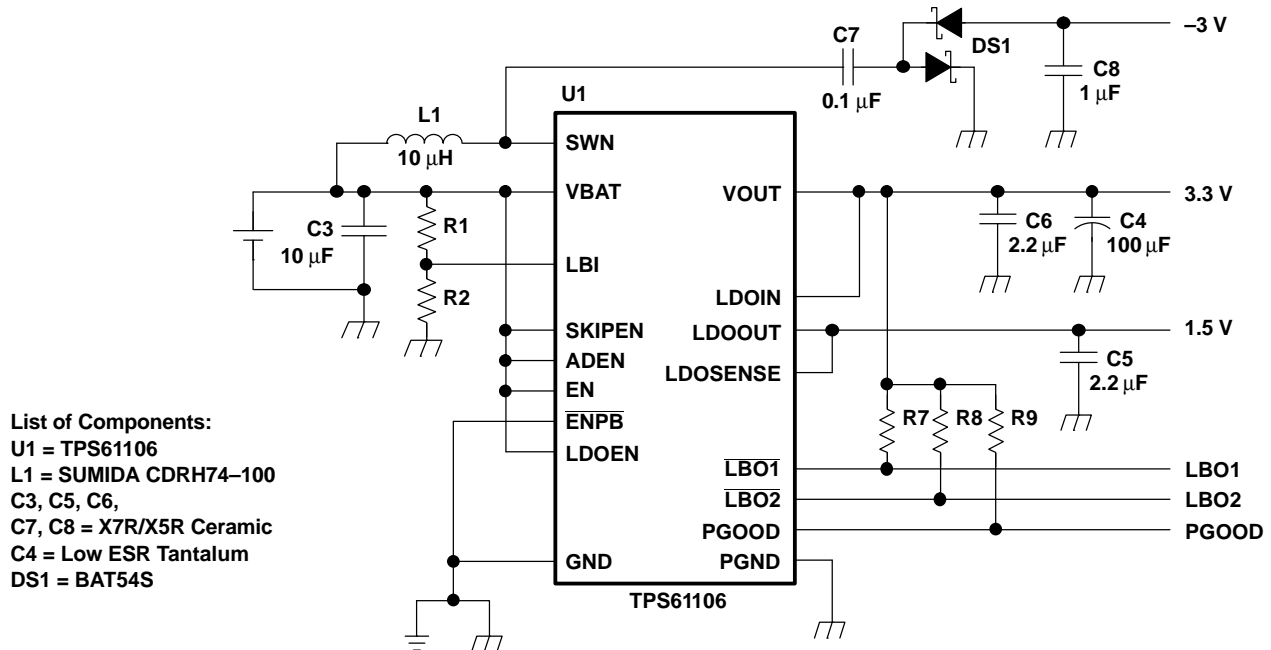 –3 V
C7
DS1
C8
0.1 μF
1 μF
U1
L1
10 μH
SWN
VBAT
VOUT
3.3 V
C3
R1
C6
C4
10 μF
2.2 μF
100 μF
LBI
R2
LDOIN
SKIPEN
LDOOUT
1.5 V
ADEN
C5
LDOSENSE
2.2 μF
EN
List of Components:
U1 = TPS61106
L1 = SUMIDA CDRH74–100
C3, C5, C6,
C7, C8 = X7R/X5R Ceramic
C4 = Low ESR Tantalum
DS1 = BAT54S
ENPB
R7
R8
R9
LDOEN
LBO1
LBO1
LBO2
LBO2
PGOOD
PGOOD
GND
PGND
TPS61106